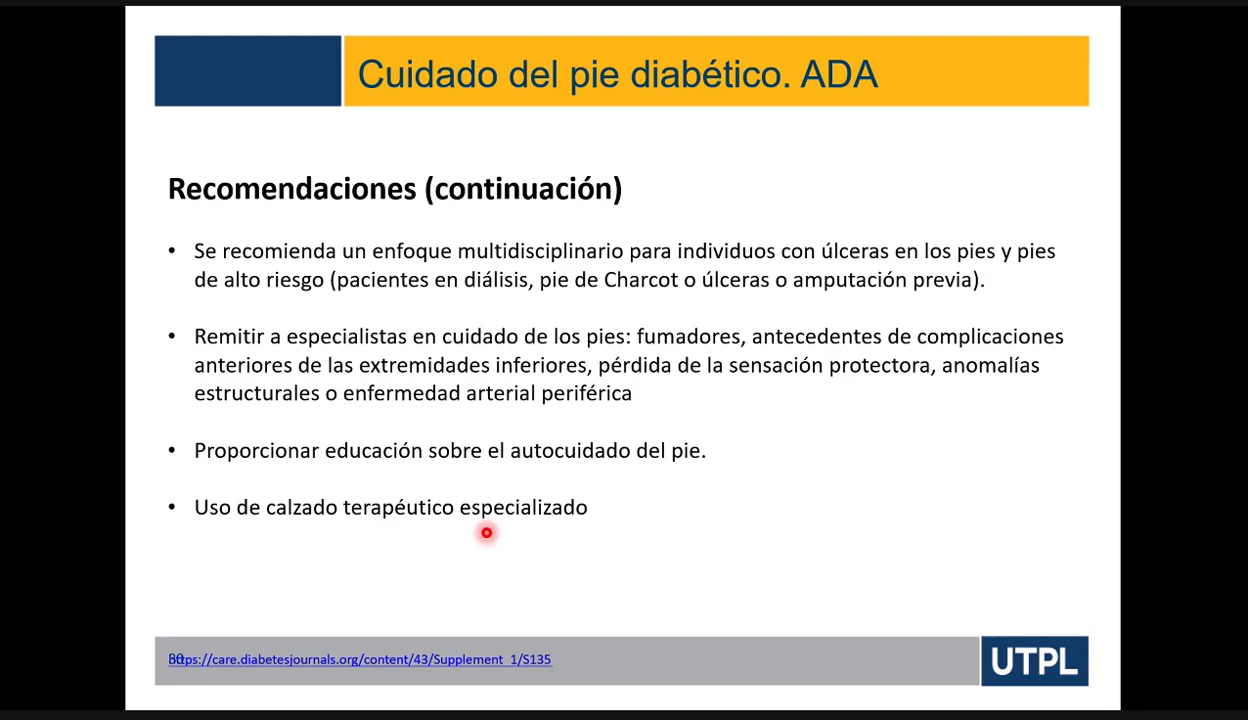 Cuidado del pie diabético. ADA
Recomendaciones (continuación)
• Se recomienda un enfoque multidisciplinario para individuos con úlceras en los pies y pies
de alto riesgo (pacientes en diálisis, pie de Charcot o úlceras o amputación previa).
• Remitir a especialistas en cuidado de los pies: fumadores, antecedentes de complicaciones
anteriores de las extremidades inferiores, pérdida de la sensación protectora, anomalías
estructurales o enfermedad arterial periférica
• Proporcionar educación sobre el autocuidado del pie.
• Uso de calzado terapéutico especializado
https://care.diabetesjournals.org/content/43/Supplement_1/S135
UTPL